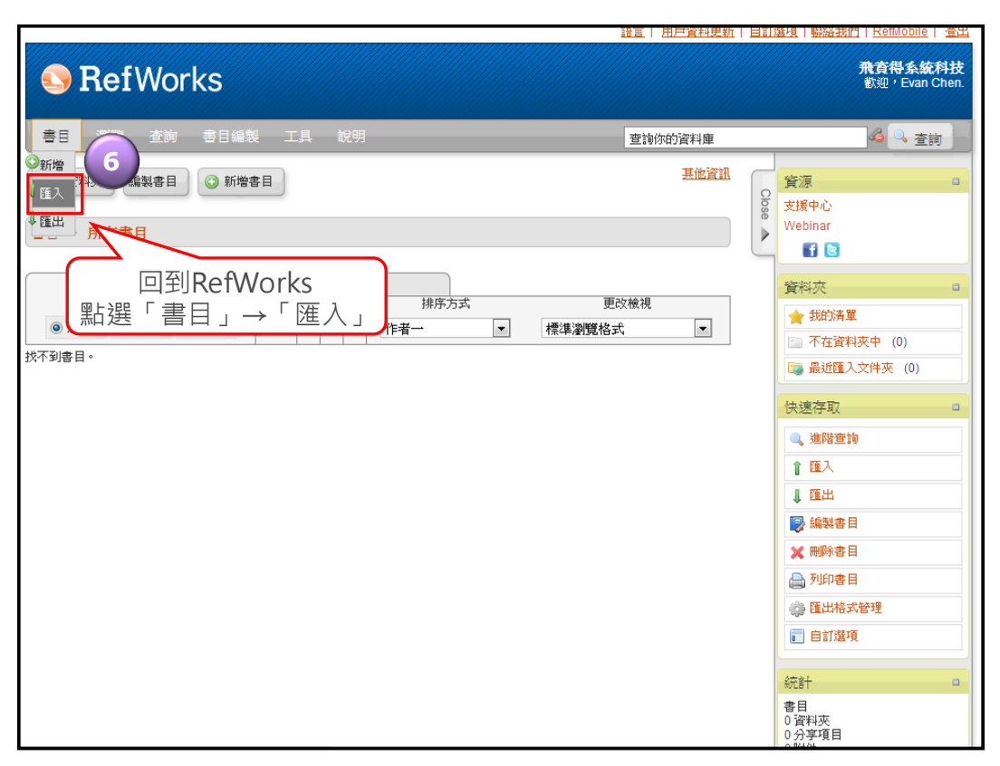 語言 | 用戶資料更新 | 自訂選項 | 聯絡我們 | RefMobile | 登出
RefWorks
飛資得系統科技
歡迎,Evan Chen.
書目 查詢 書目編製 工具 說明
查詢你的資料庫
查詢
新增
匯入
匯出
6
編製書目
新增書目
其他資訊
所有書目
Close
回到RefWorks
點選「書目」→「匯入」
排序方式
更改檢視
作者一
標準瀏覽格式
找不到書目。
資源
支援中心
Webinar
資料夾
我的清單
不在資料夾中 (0)
最近匯入文件夾 (0)
快速存取
進階查詢
匯入
匯出
編製書目
刪除書目
列印書目
匯出格式管理
自訂選項
統計
書目
0 資料夾
0 分享項目